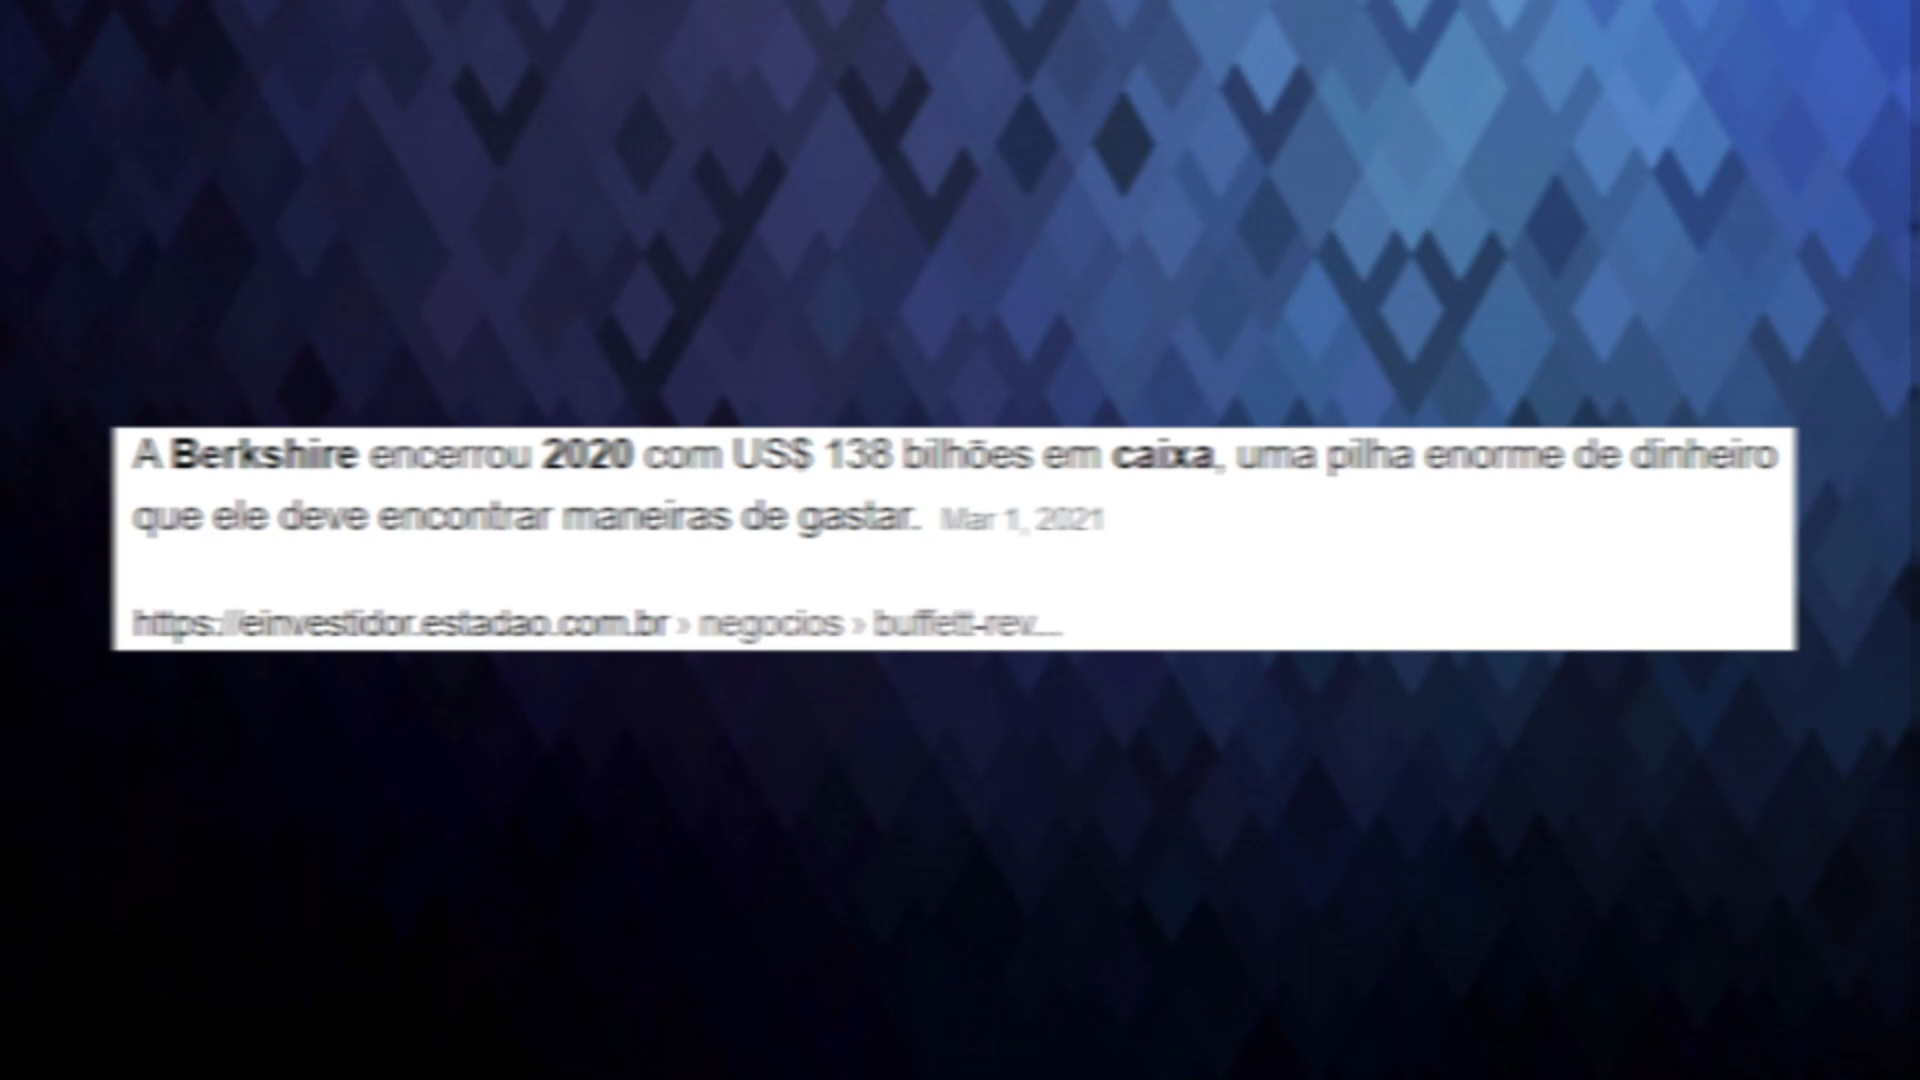 A Berkshire encerrou 2020 com US$ 138 bilhões em caixa, uma pilha enorme de dinheiro
que ele deve encontrar maneiras de gastar. Mar 1, 2021
https://einvestidor.estadao.com.br › negocios › buffett-rev...